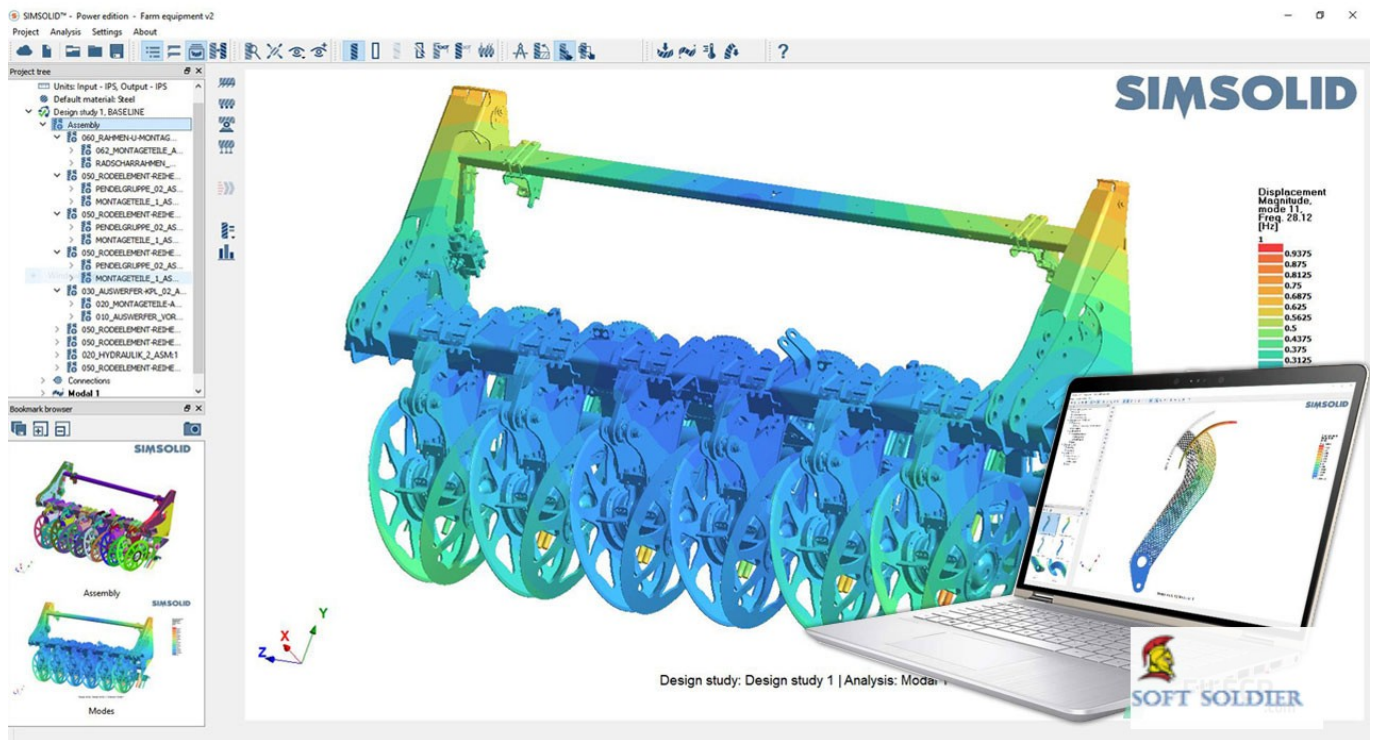 SIMSOLID™ - Power edition - Farm equipment v2
Project Analysis Settings About
Project tree
Units: Input - IPS, Output - IPS
Default material: Steel
Design study 1, BASELINE
Assembly
060_RAHMEN-U-MONTAG...
062_MONTAGETEILE_A...
RADSCHARRAHMEN_...
050_RODEELEMENT-REIHE...
PENDELGRUPPE_02_AS...
MONTAGETEILE_1_AS...
050_RODEELEMENT-REIHE...
PENDELGRUPPE_02_AS...
MONTAGETEILE_1_AS...
050_RODEELEMENT-REIHE...
PENDELGRUPPE_02_AS...
MONTAGETEILE_1_AS...
030_AUSWERFER-KPL_02_A...
020_MONTAGETEILE-A...
010_AUSWERFER_VOR...
050_RODEELEMENT-REIHE...
050_RODEELEMENT-REIHE...
020_HYDRAULIK_2_ASM:1
050_RODEELEMENT-REIHE...
Connections
Modal 1
Bookmark browser
SIMSOLID
Assembly
SIMSOLID
Modes
SIMSOLID
Displacement
Magnitude,
mode 11,
Freq. 28.12
[Hz]
1
0.9375
0.875
0.8125
0.75
0.6875
0.625
0.5625
0.5
0.4375
0.375
0.3125
Y
X
Z
Design study: Design study 1 | Analysis: Modal 1
SIMSOLID
SOFT SOLDIER